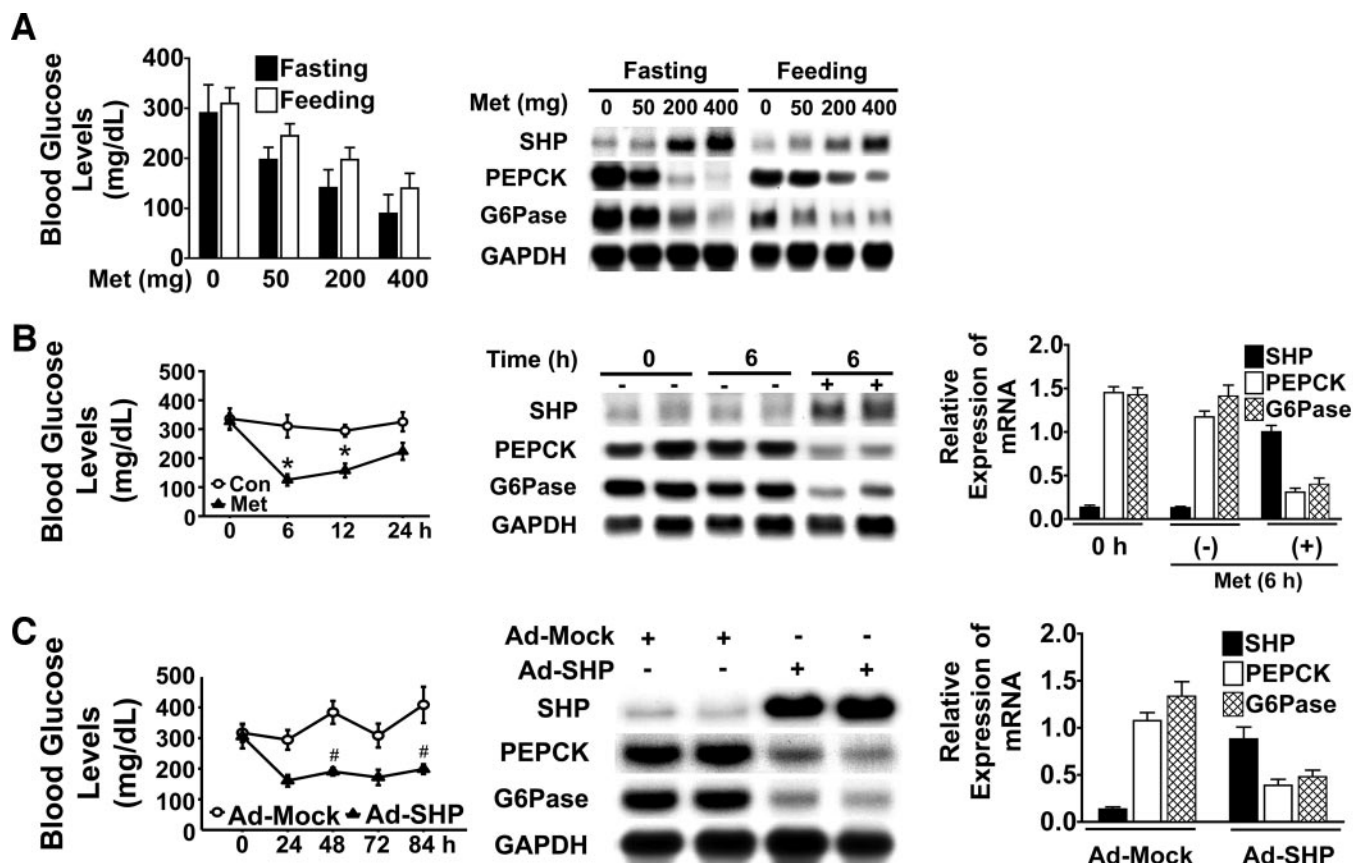 A
Blood Glucose
Levels
(mg/dL)
400
300
200
100
0
Fasting
Feeding
Met (mg) 0 50 200 400
Fasting Feeding
Met (mg) 0 50 200 400 0 50 200 400
SHP
PEPCK
G6Pase
GAPDH
B
Blood Glucose
Levels
(mg/dL)
500
400
300
200
100
0
* *
Con
Met
0 6 12 24 h
Time (h) 0 6 6
- - - - + +
SHP
PEPCK
G6Pase
GAPDH
Relative
Expression of
mRNA
2.0
1.5
1.0
0.5
0.0
SHP
PEPCK
G6Pase
0 h (-) (+)
Met (6 h)
C
Blood Glucose
Levels
(mg/dL)
500
400
300
200
100
0
# #
Ad-Mock Ad-SHP
0 24 48 72 84 h
Ad-Mock + + - -
Ad-SHP - - + +
SHP
PEPCK
G6Pase
GAPDH
Relative
Expression of
mRNA
2.0
1.5
1.0
0.5
0.0
SHP
PEPCK
G6Pase
Ad-Mock Ad-SHP